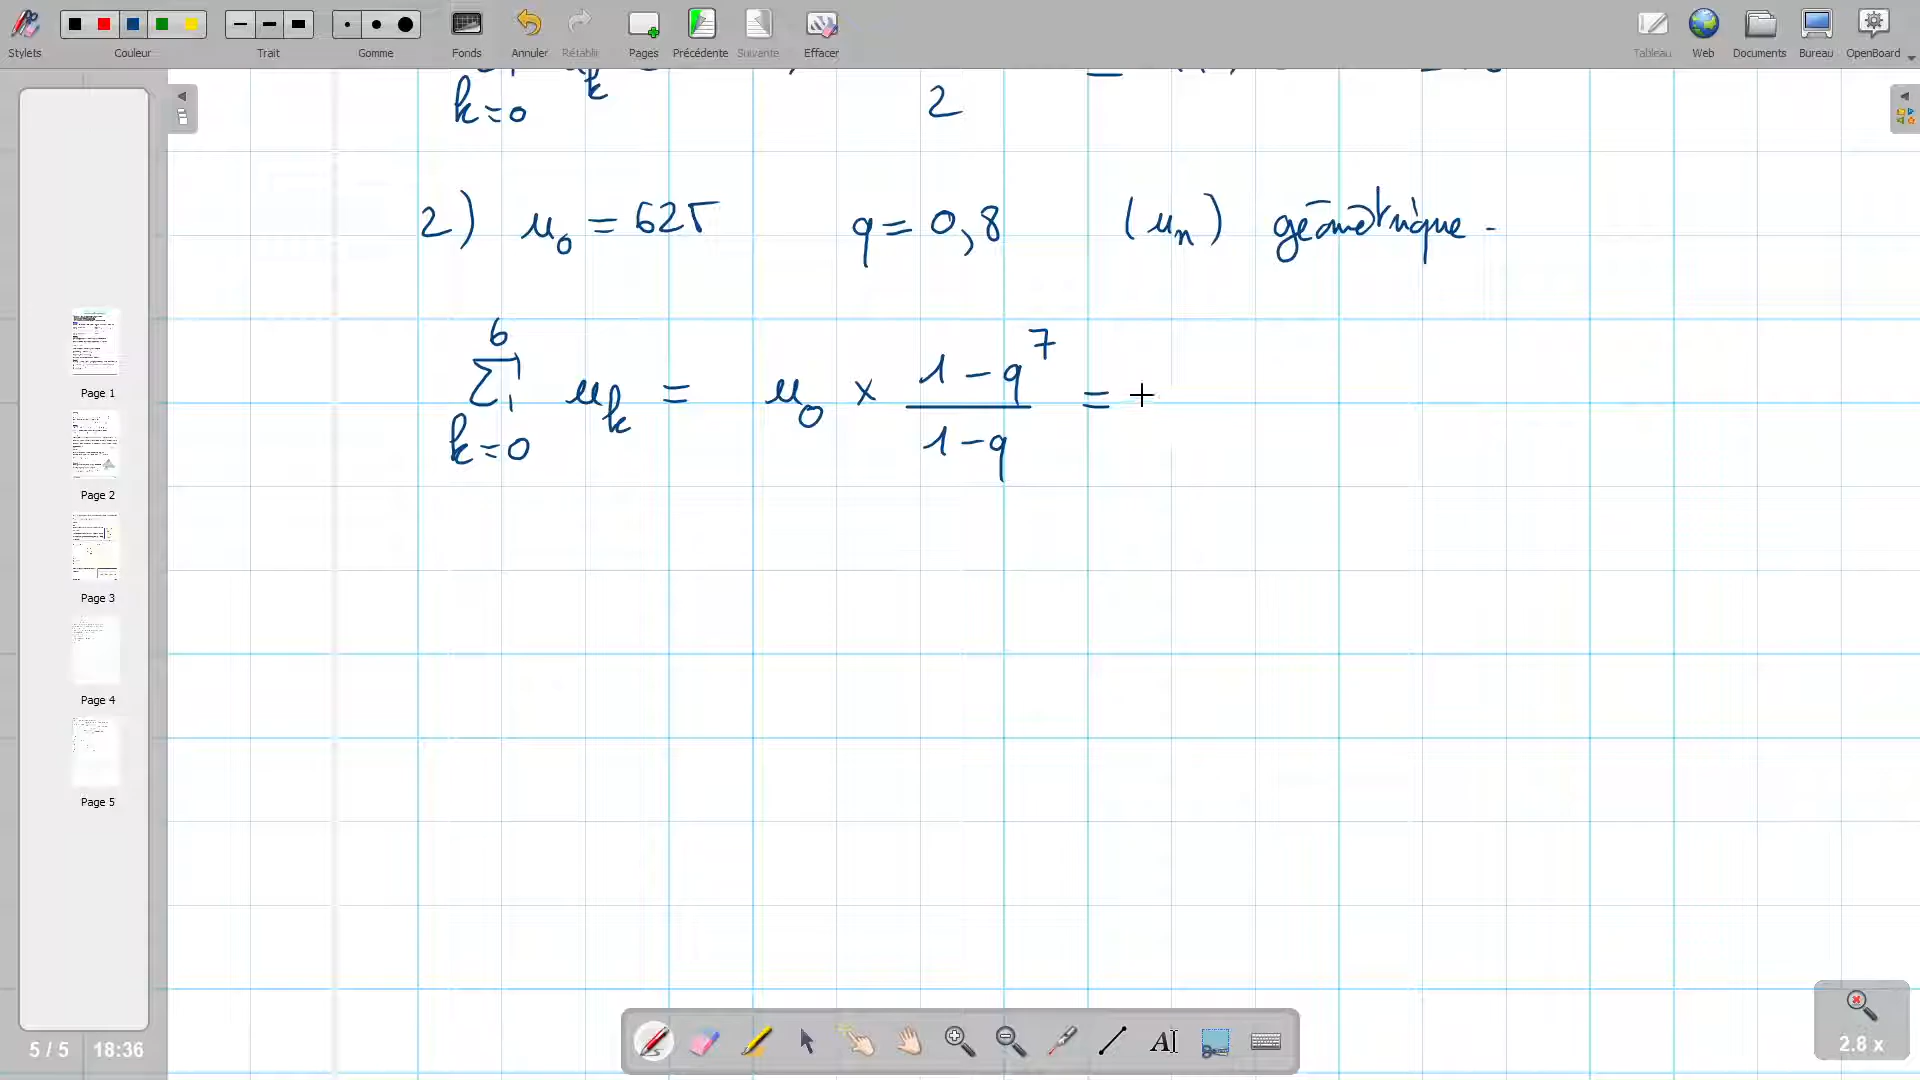 Stylets Couleur Trait Gomme Fonds Annuler Rétablir Pages Précédente Suivante Effacer Tableau Web Documents Bureau OpenBoard
k=0 k 2
2) u₀ = 625 q = 0,8 (uₙ) géométrique.
6
Σ uₖ = u₀ × (1 - q⁷)/(1 - q) =
k=0
Page 1
Page 2
Page 3
Page 4
Page 5
5 / 5 18:36
AI
2.8 x